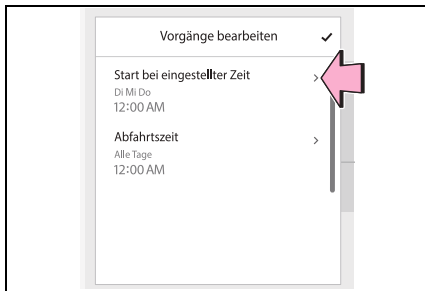 Vorgänge bearbeiten
Start bei eingestellter Zeit
Di Mi Do
12:00 AM
Abfahrtszeit
Alle Tage
12:00 AM